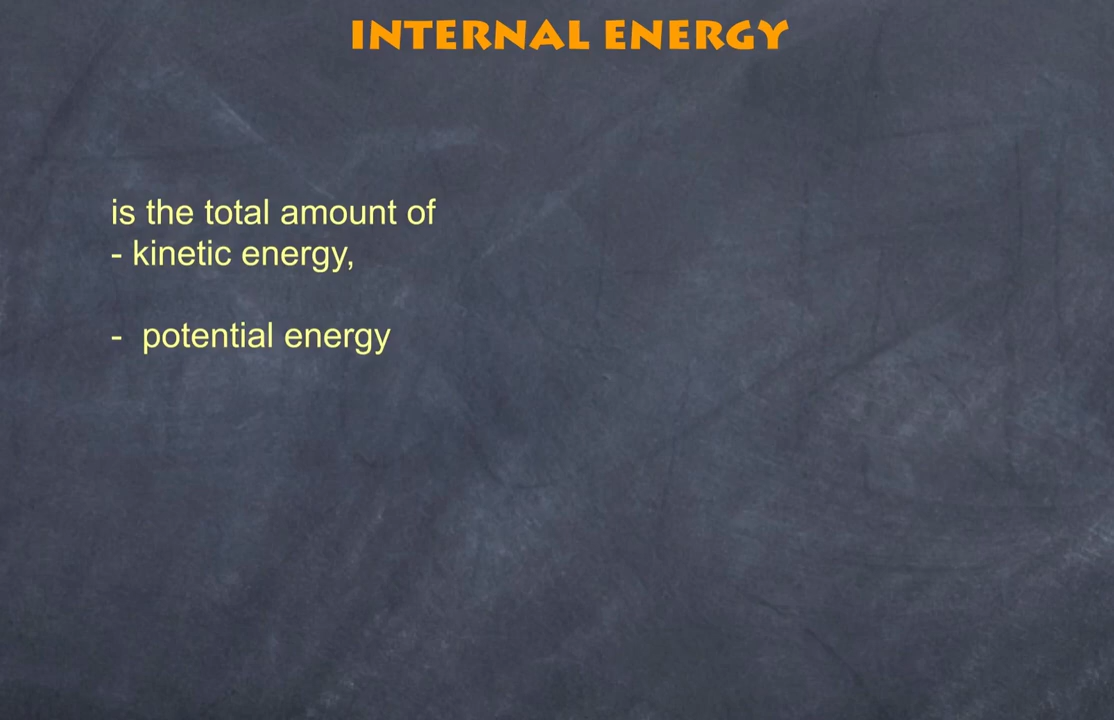 INTERNAL ENERGY
is the total amount of
- kinetic energy,
- potential energy